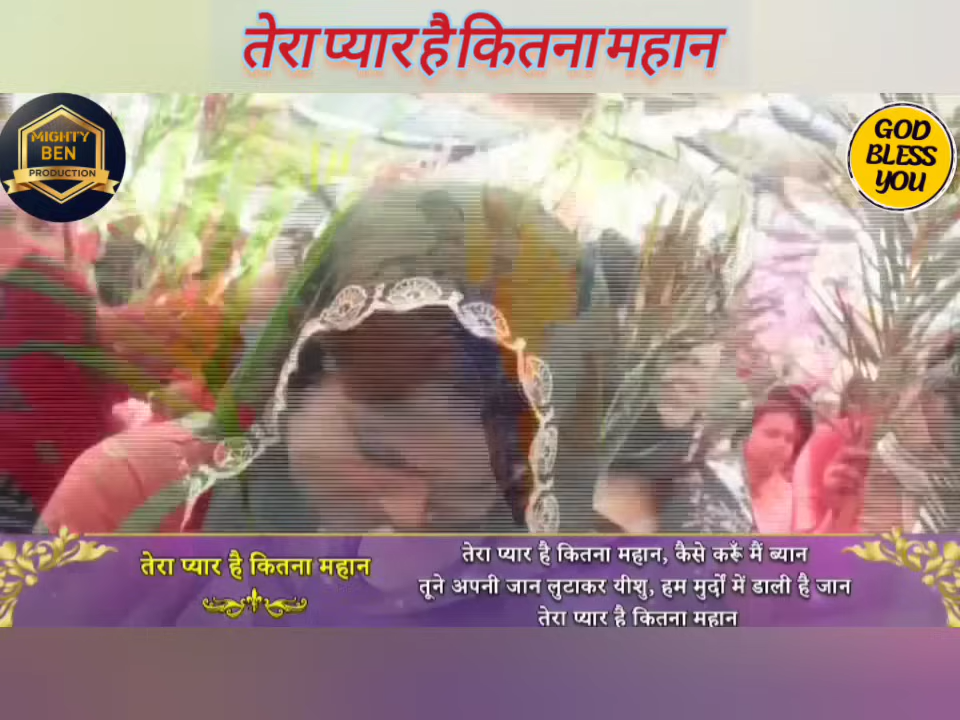 तेरा प्यार है कितना महान
MIGHTY
BEN
PRODUCTION
GOD
BLESS
YOU
तेरा प्यार है कितना महान
तेरा प्यार है कितना महान, कैसे करूँ मैं ब्यान
तूने अपनी जान लुटाकर यीशु, हम मुर्दों में डाली है जान
तेरा प्यार है कितना महान